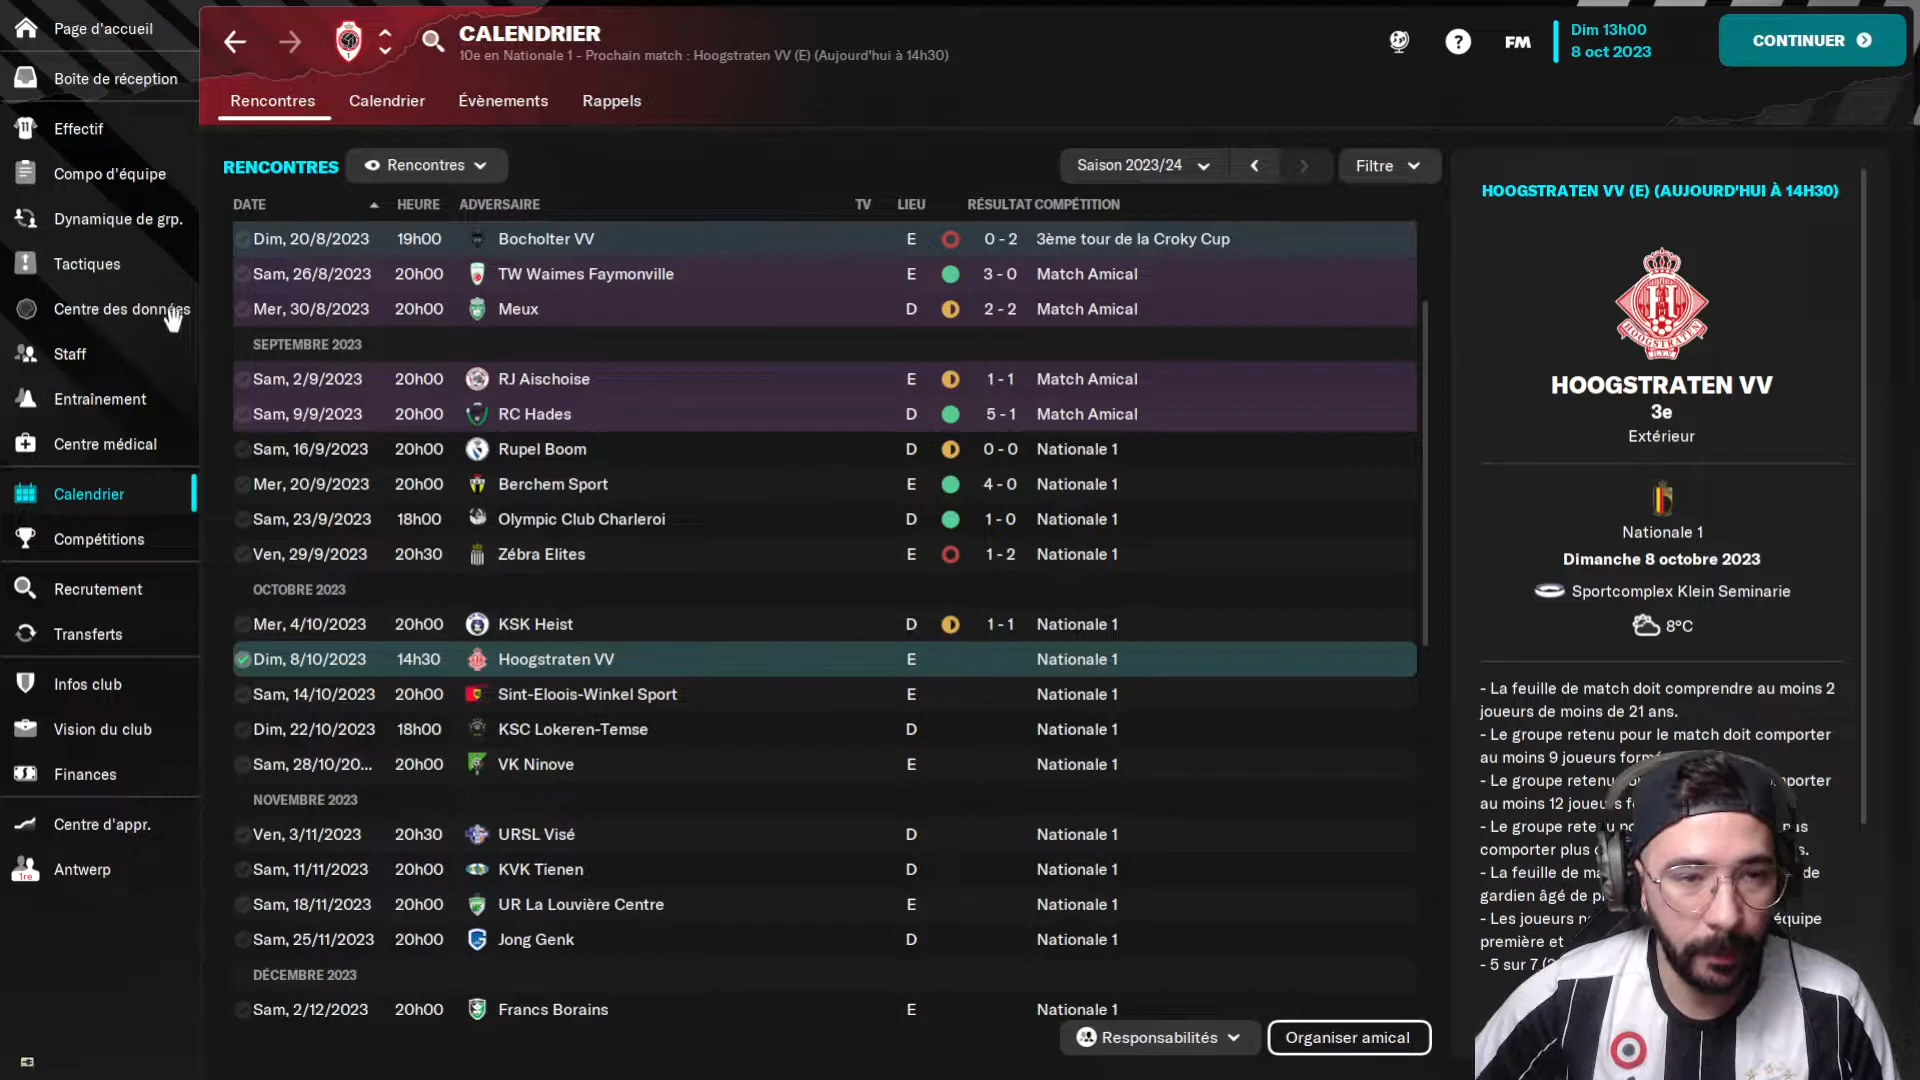 Page d'accueil
Boîte de réception
Effectif
Compo d'équipe
Dynamique de grp.
Tactiques
Centre des données
Staff
Entraînement
Centre médical
Calendrier
Compétitions
Recrutement
Transferts
Infos club
Vision du club
Finances
Centre d'appr.
1re Antwerp
CALENDRIER
10e en Nationale 1 - Prochain match : Hoogstraten VV (E) (Aujourd'hui à 14h30)
? FM
Dim 13h00
8 oct 2023
CONTINUER
Rencontres Calendrier Évènements Rappels
RENCONTRES Rencontres Saison 2023/24 Filtre
DATE HEURE ADVERSAIRE TV LIEU RÉSULTAT COMPÉTITION
Dim, 20/8/2023 19h00 Bocholter VV E 0 - 2 3ème tour de la Croky Cup
Sam, 26/8/2023 20h00 TW Waimes Faymonville E 3 - 0 Match Amical
Mer, 30/8/2023 20h00 Meux D 2 - 2 Match Amical
SEPTEMBRE 2023
Sam, 2/9/2023 20h00 RJ Aischoise E 1 - 1 Match Amical
Sam, 9/9/2023 20h00 RC Hades D 5 - 1 Match Amical
Sam, 16/9/2023 20h00 Rupel Boom D 0 - 0 Nationale 1
Mer, 20/9/2023 20h00 Berchem Sport E 4 - 0 Nationale 1
Sam, 23/9/2023 18h00 Olympic Club Charleroi D 1 - 0 Nationale 1
Ven, 29/9/2023 20h30 Zébra Elites E 1 - 2 Nationale 1
OCTOBRE 2023
Mer, 4/10/2023 20h00 KSK Heist D 1 - 1 Nationale 1
Dim, 8/10/2023 14h30 Hoogstraten VV E Nationale 1
Sam, 14/10/2023 20h00 Sint-Eloois-Winkel Sport E Nationale 1
Dim, 22/10/2023 18h00 KSC Lokeren-Temse D Nationale 1
Sam, 28/10/20... 20h00 VK Ninove E Nationale 1
NOVEMBRE 2023
Ven, 3/11/2023 20h30 URSL Visé D Nationale 1
Sam, 11/11/2023 20h00 KVK Tienen D Nationale 1
Sam, 18/11/2023 20h00 UR La Louvière Centre E Nationale 1
Sam, 25/11/2023 20h00 Jong Genk D Nationale 1
DÉCEMBRE 2023
Sam, 2/12/2023 20h00 Francs Borains E Nationale 1
Responsabilités Organiser amical
HOOGSTRATEN VV (E) (AUJOURD'HUI À 14H30)
HOOGSTRATEN VV
3e
Extérieur
Nationale 1
Dimanche 8 octobre 2023
Sportcomplex Klein Seminarie
8°C
- La feuille de match doit comprendre au moins 2
joueurs de moins de 21 ans.
- Le groupe retenu pour le match doit comporter
au moins 9 joueurs
- Le groupe retenu
au moins 12 joueurs
- Le groupe retenu pas
comporter plus
- La feuille de de
gardien âgé de
- Les joueurs équipe
première et
- 5 sur 7